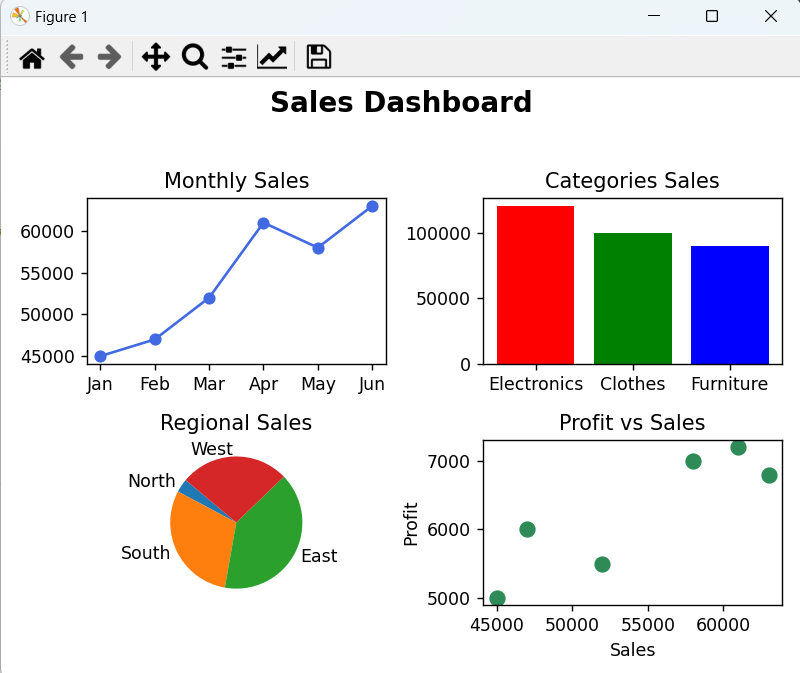 Figure 1
Sales Dashboard
Monthly Sales
60000
55000
50000
45000
Jan Feb Mar Apr May Jun
Categories Sales
100000
50000
0
Electronics Clothes Furniture
Regional Sales
West
North
South
East
Profit vs Sales
Profit
7000
6000
5000
45000 50000 55000 60000
Sales